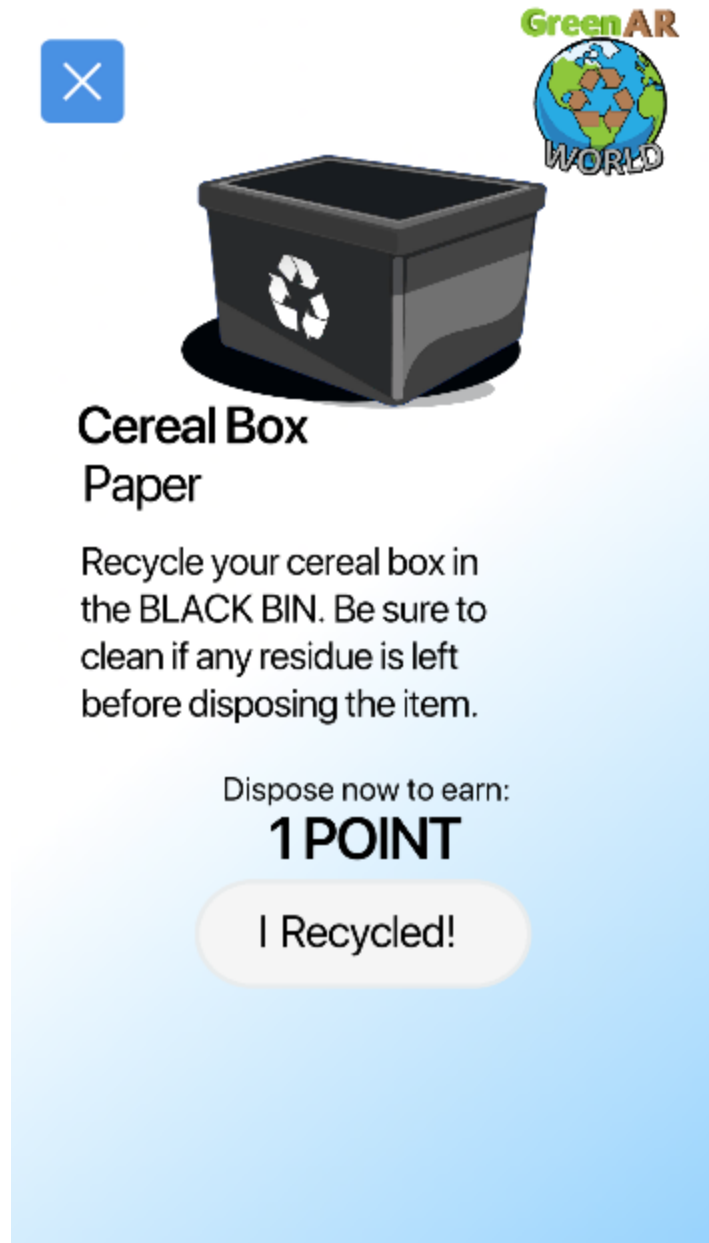 GreenAR
WORLD
Cereal Box
Paper
Recycle your cereal box in
the BLACK BIN. Be sure to
clean if any residue is left
before disposing the item.
Dispose now to earn:
1 POINT
I Recycled!